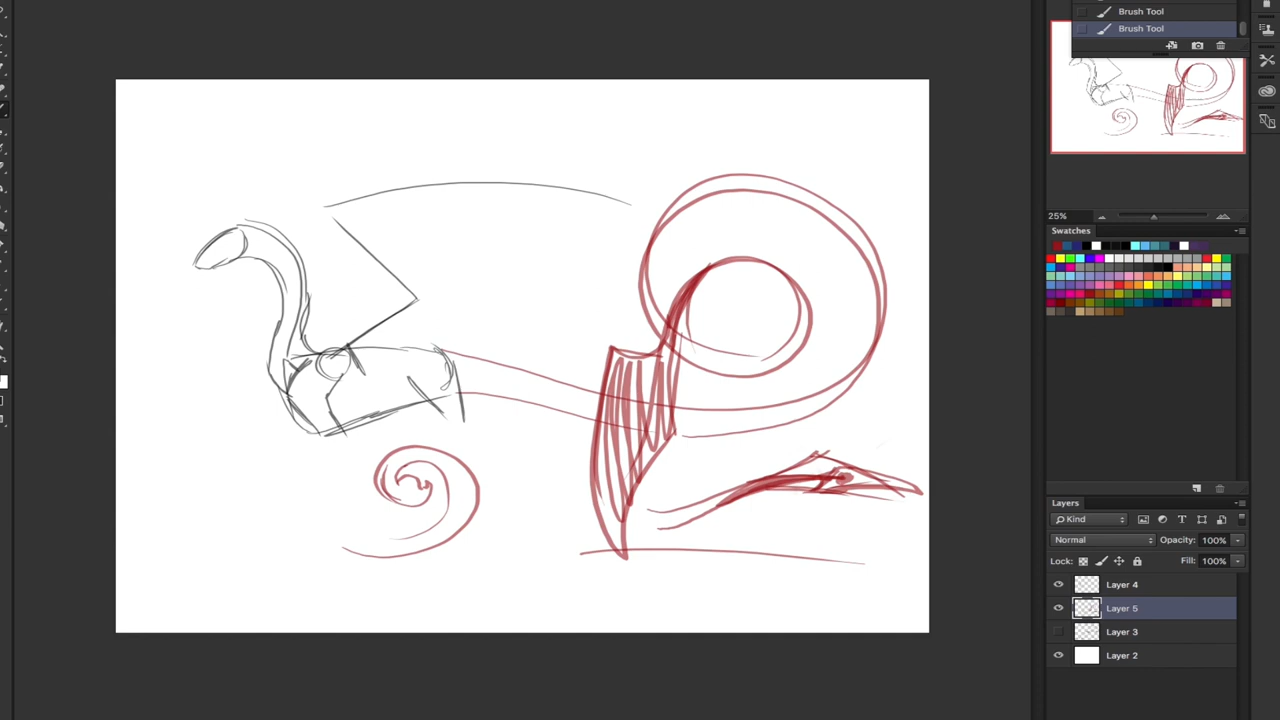 Brush Tool
Brush Tool
25%
Swatches
Layers
Kind
Normal Opacity: 100%
Lock: Fill: 100%
Layer 4
Layer 5
Layer 3
Layer 2